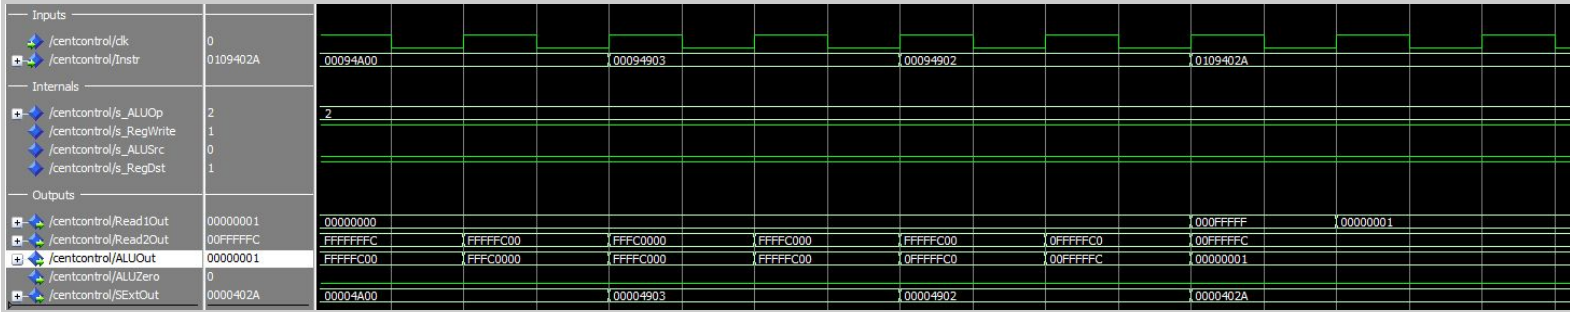 Inputs
/centcontrol/clk 0
/centcontrol/Instr 0109402A 00094A00 00094903 00094902 0109402A
Internals
/centcontrol/s_ALUOp 2 2
/centcontrol/s_RegWrite 1
/centcontrol/s_ALUSrc 0
/centcontrol/s_RegDst 1
Outputs
/centcontrol/Read1Out 00000001 00000000 000FFFFF 00000001
/centcontrol/Read2Out 00FFFFFC FFFFFFFC FFFFFC00 FFFC0000 FFFFC000 FFFFFC00 0FFFFFC0 00FFFFFC
/centcontrol/ALUOut 00000001 FFFFFC00 FFFC0000 FFFFC000 FFFFFC00 0FFFFFC0 00FFFFFC 00000001
/centcontrol/ALUZero 0
/centcontrol/SExtOut 0000402A 00004A00 00004903 00004902 0000402A